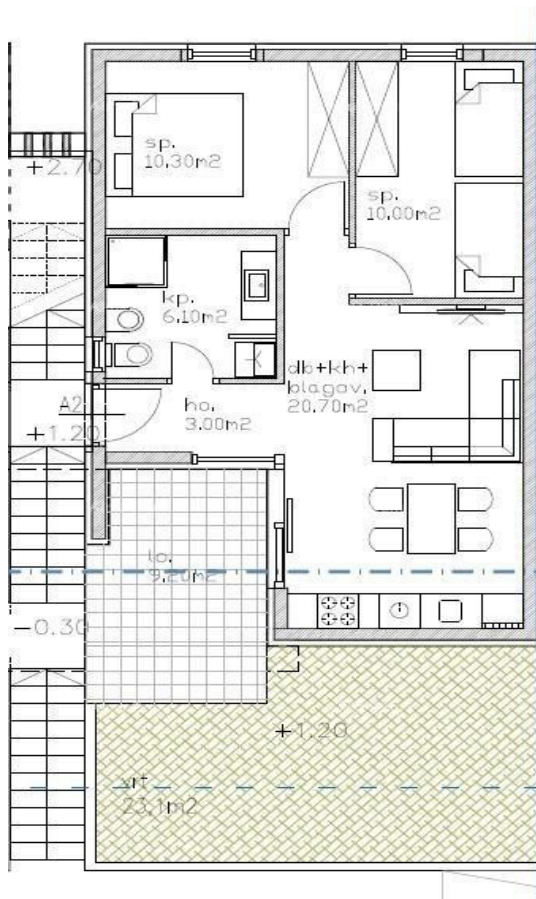 sp.
10.30m2
+2.70
sp.
10.00m2
kp.
6.10m2
db+kh+
blagov.
20.70m2
A2
ho.
3.00m2
+1.20
lo.
9.20m2
-0.30
+1.20
vrt
23,1m2